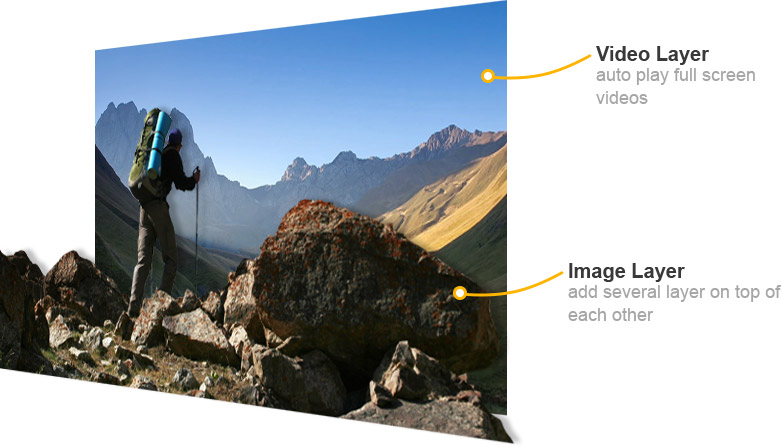 Video Layer
auto play full screen
videos
Image Layer
add several layer on top of
each other